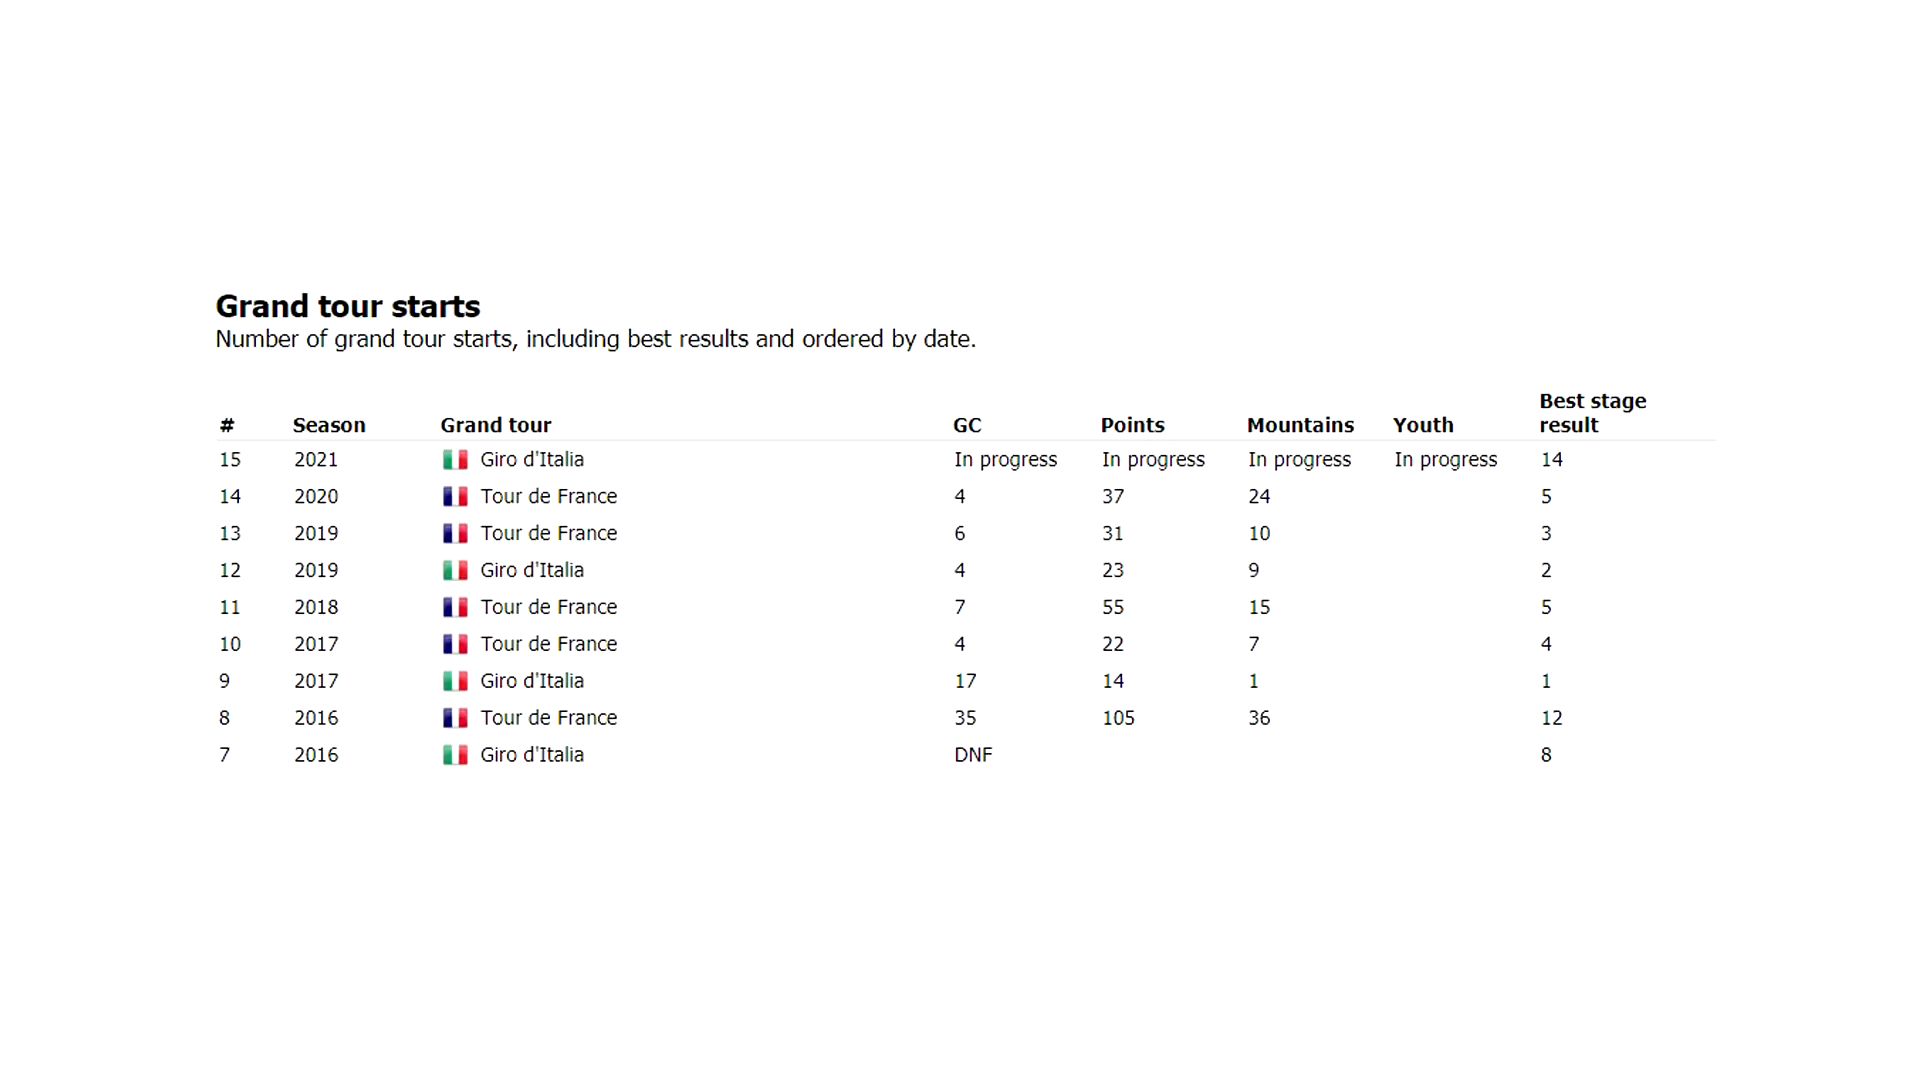 Grand tour starts
Number of grand tour starts, including best results and ordered by date.
# Season Grand tour GC Points Mountains Youth Best stage result
15 2021 Giro d'Italia In progress In progress In progress In progress 14
14 2020 Tour de France 4 37 24 5
13 2019 Tour de France 6 31 10 3
12 2019 Giro d'Italia 4 23 9 2
11 2018 Tour de France 7 55 15 5
10 2017 Tour de France 4 22 7 4
9 2017 Giro d'Italia 17 14 1 1
8 2016 Tour de France 35 105 36 12
7 2016 Giro d'Italia DNF 8